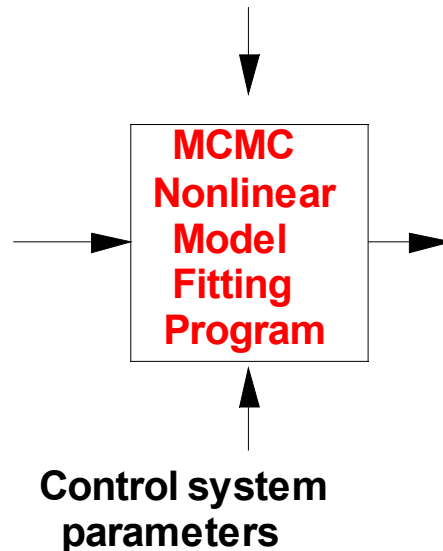 MCMC
Nonlinear
Model
Fitting
Program
Control system
parameters